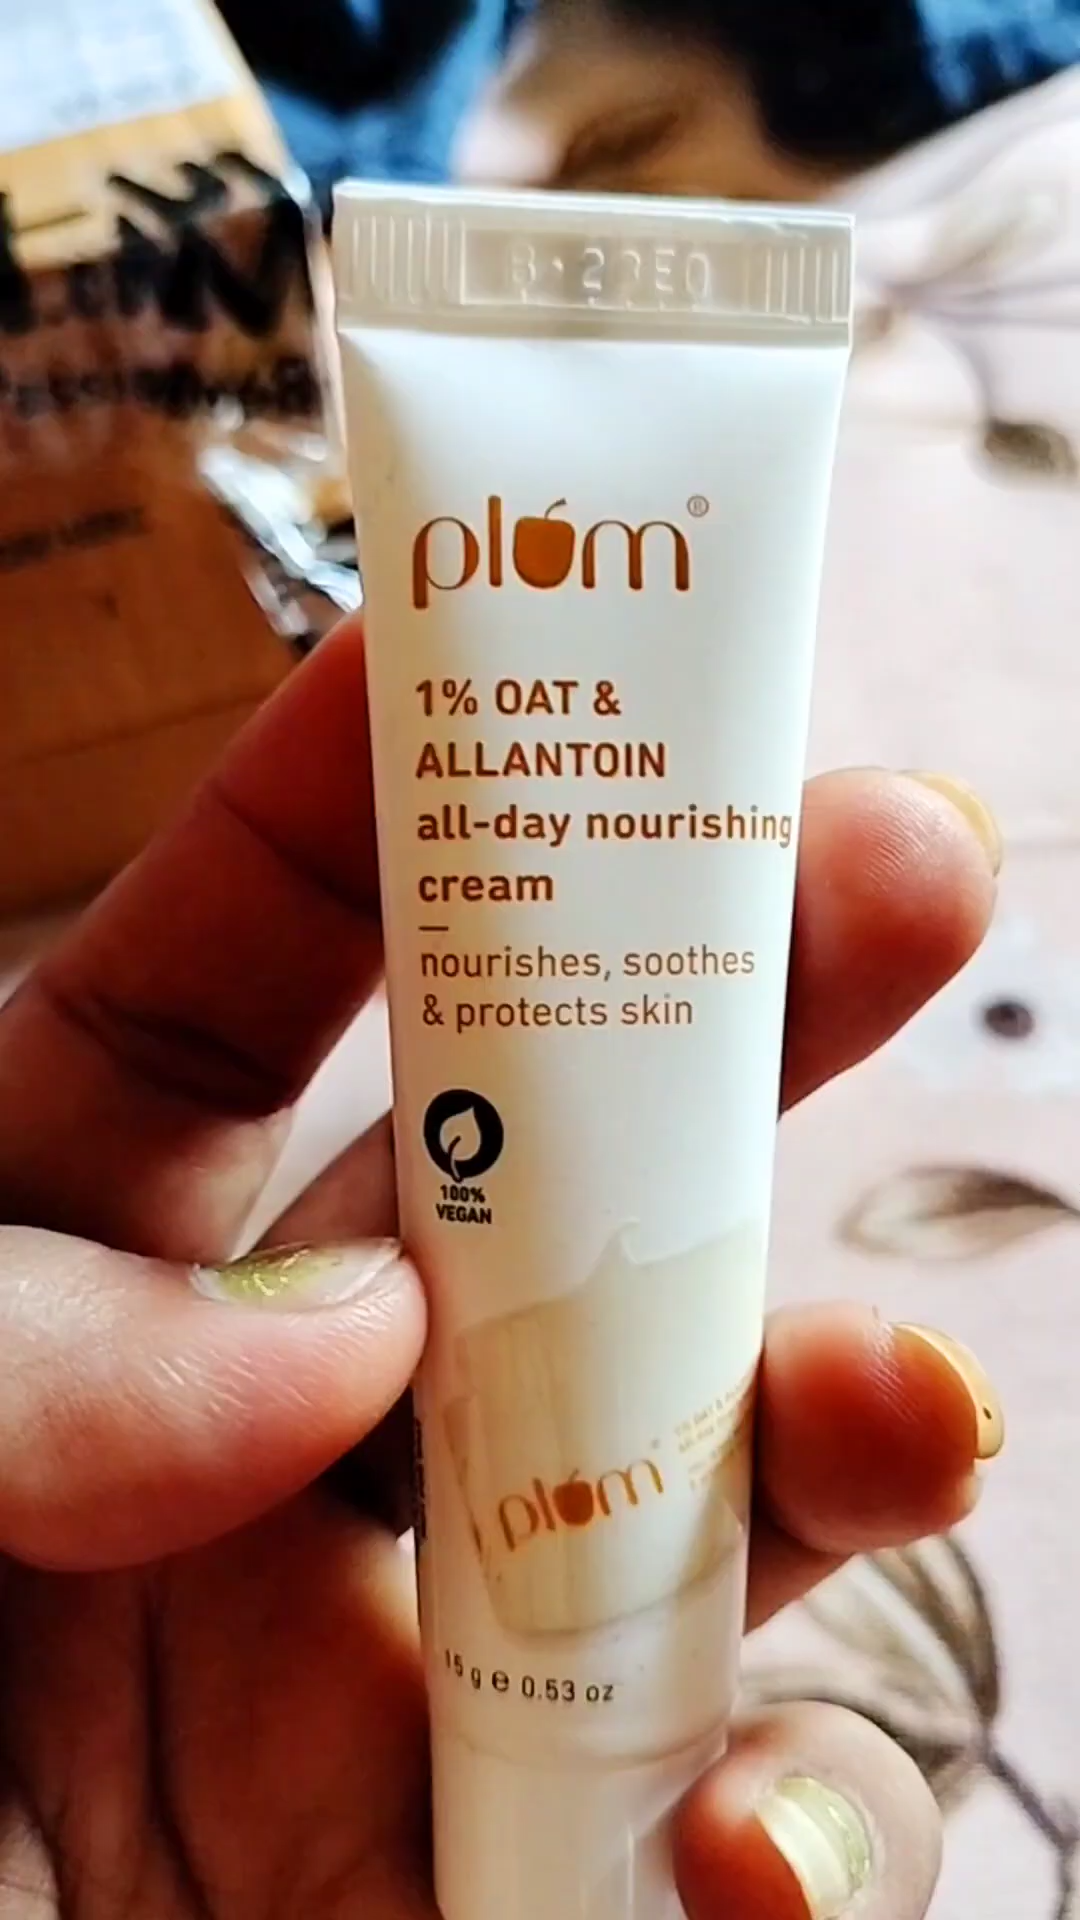 plum®
1% OAT &
ALLANTOIN
all-day nourishing
cream
nourishes, soothes
& protects skin
100%
VEGAN
plum
15 g e 0.53 oz